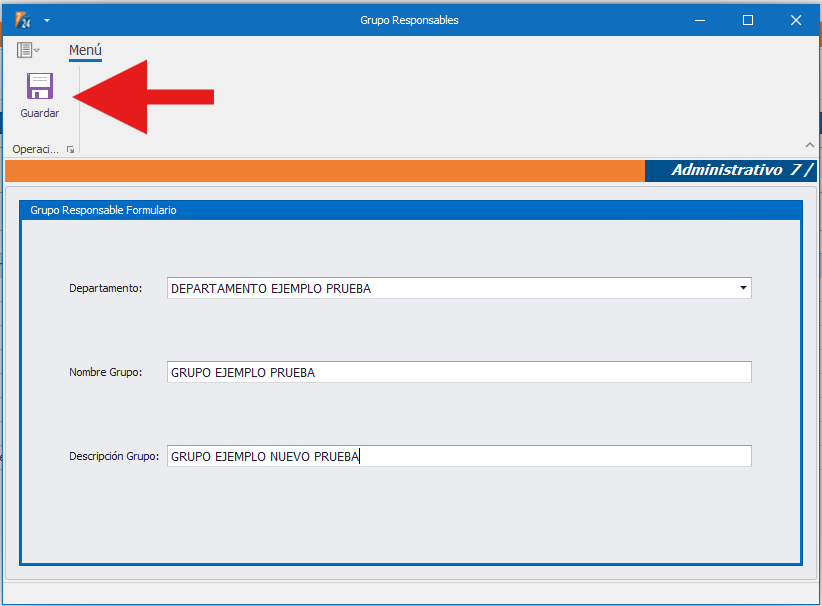 Grupo Responsables
Menú
Guardar
Operaci...
Administrativo 7 /
Grupo Responsable Formulario
Departamento: DEPARTAMENTO EJEMPLO PRUEBA
Nombre Grupo: GRUPO EJEMPLO PRUEBA
Descripción Grupo: GRUPO EJEMPLO NUEVO PRUEBA